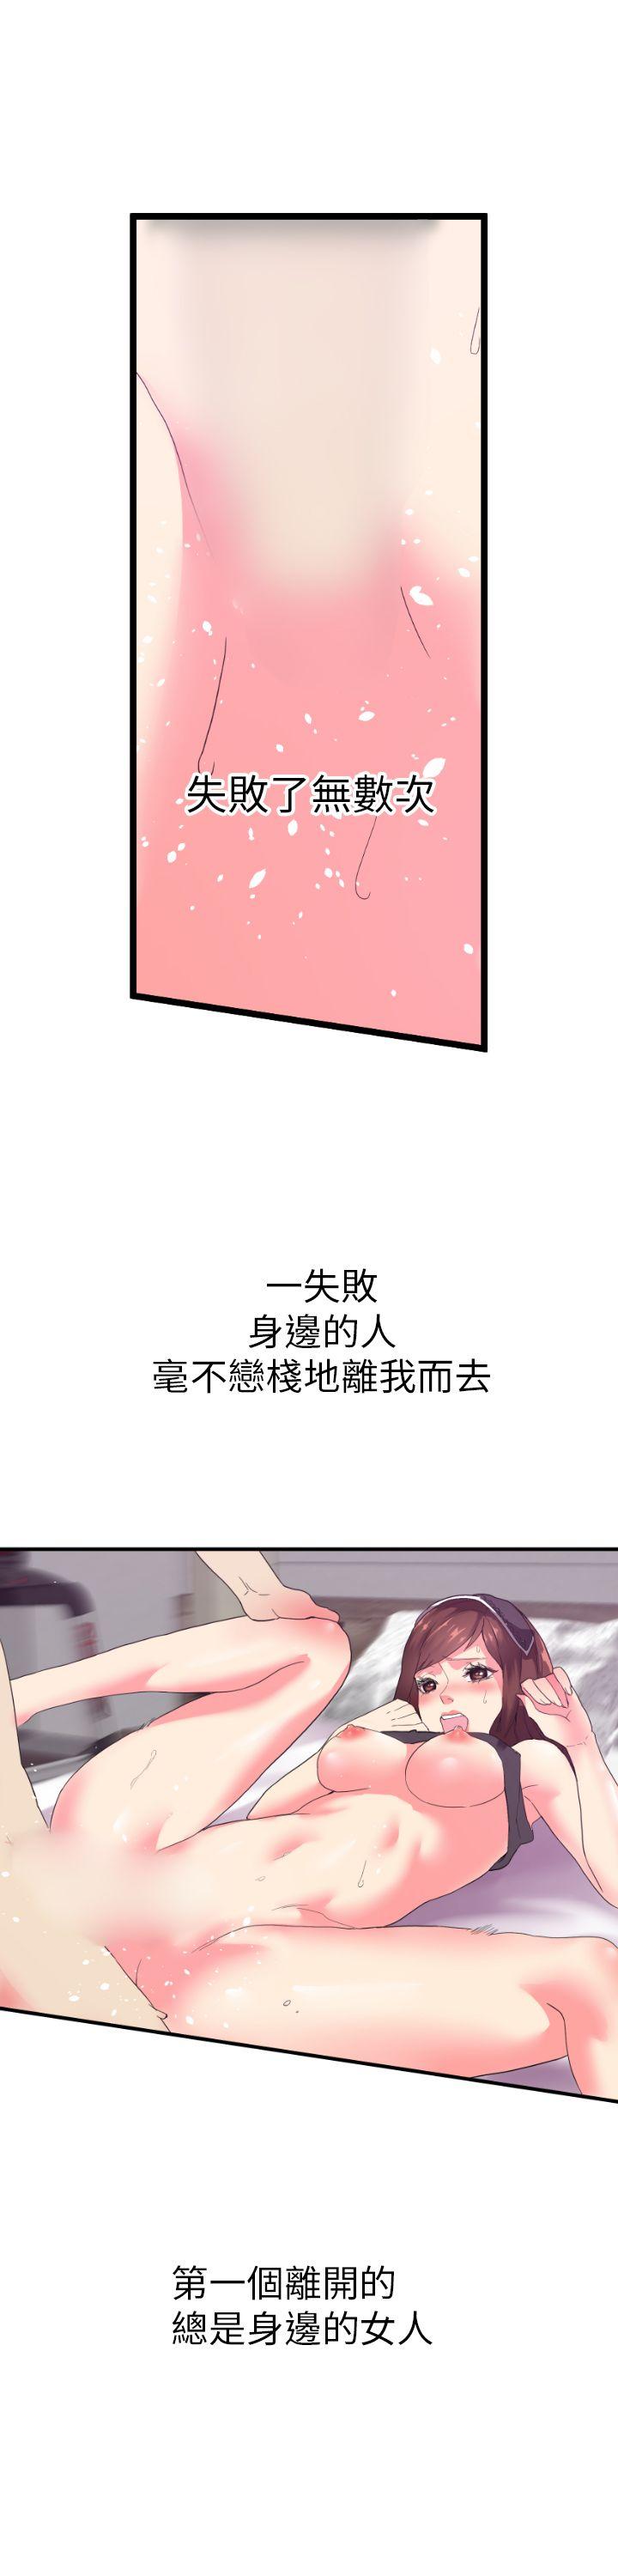 失敗了無數次
一失敗
身邊的人
毫不戀棧地離我而去
第一個離開的
總是身邊的女人